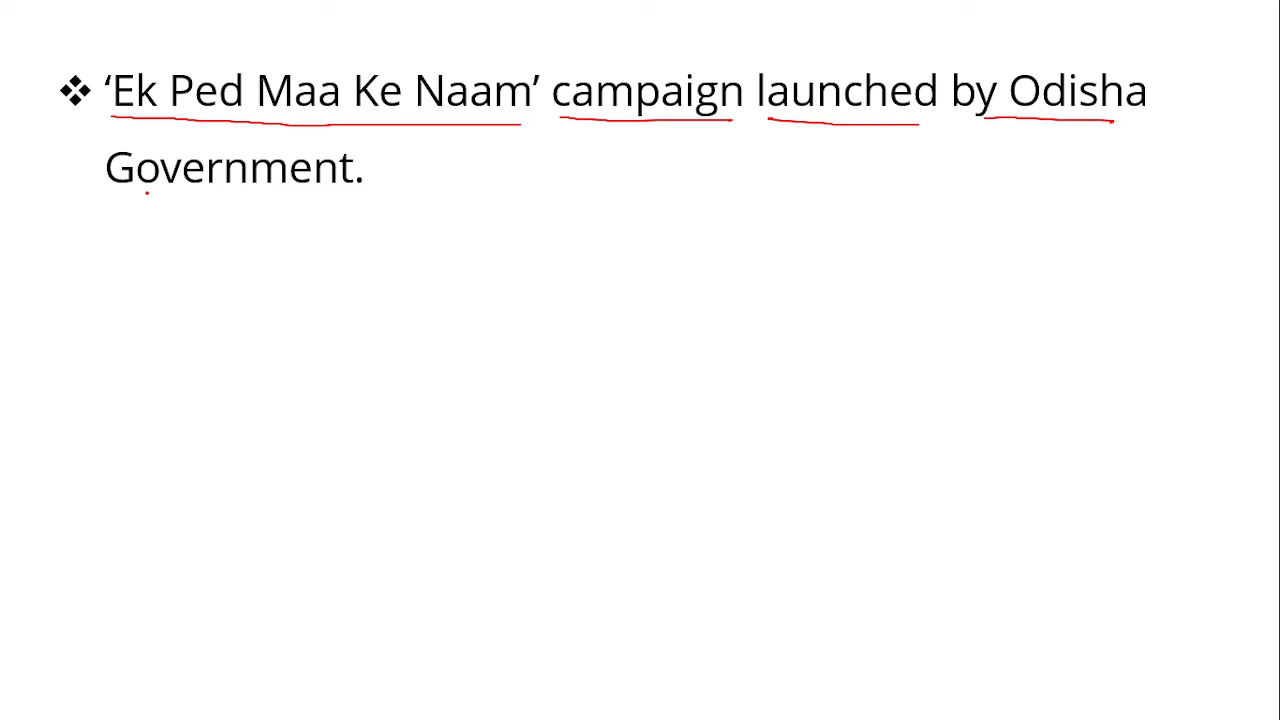 ❖ ‘Ek Ped Maa Ke Naam’ campaign launched by Odisha
Government.